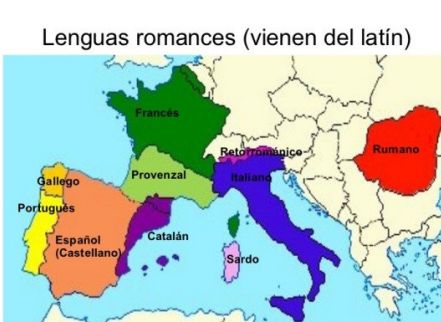 Lenguas romances (vienen del latín)
Francés
Retorrománico
Rumano
Gallego
Provenzal
Italiano
Portugués
Español
(Castellano)
Catalán
Sardo